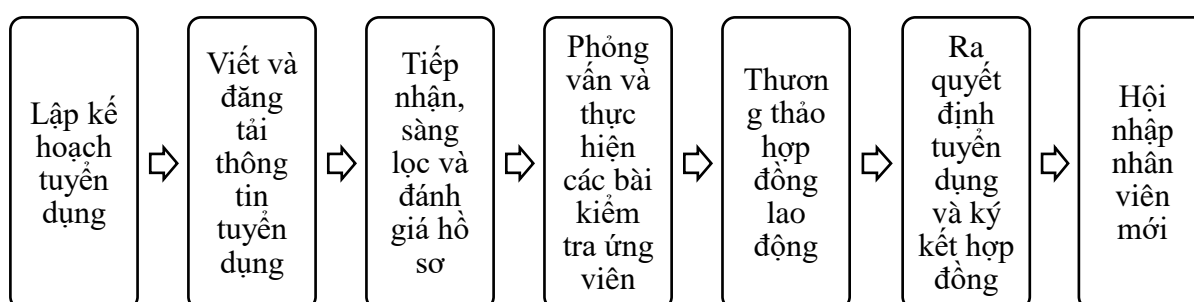 Lập kế
hoạch
tuyển
dụng
Viết và
đăng
tải
thông
tin
tuyển
dụng
Tiếp
nhận,
sàng
lọc và
đánh
giá hồ
sơ
Phỏng
vấn và
thực
hiện
các bài
kiểm
tra ứng
viên
Thươn
g thảo
hợp
đồng
lao
động
Ra
quyết
định
tuyển
dụng
và ký
kết hợp
đồng
Hội
nhập
nhân
viên
mới